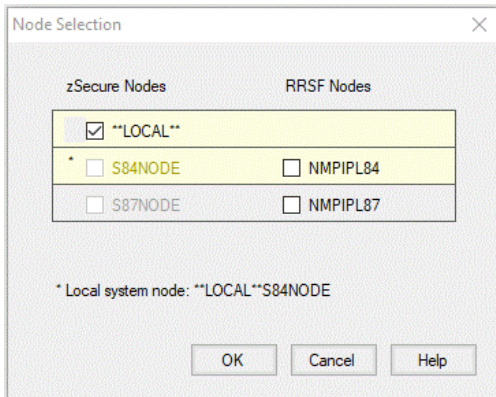 Node Selection
zSecure Nodes RRSF Nodes
**LOCAL**
* S84NODE NMPIPL84
S87NODE NMPIPL87
* Local system node: **LOCAL**S84NODE
OK Cancel Help